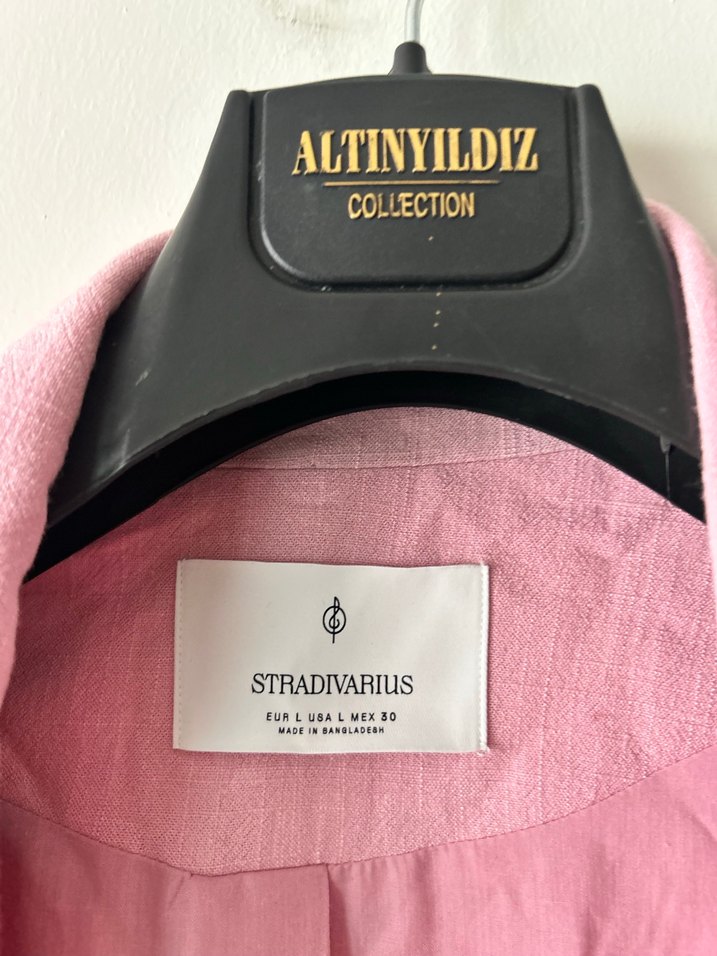 ALTINYILDIZ
COLLECTION
STRADIVARIUS
EUR L USA L MEX 30
MADE IN BANGLADESH